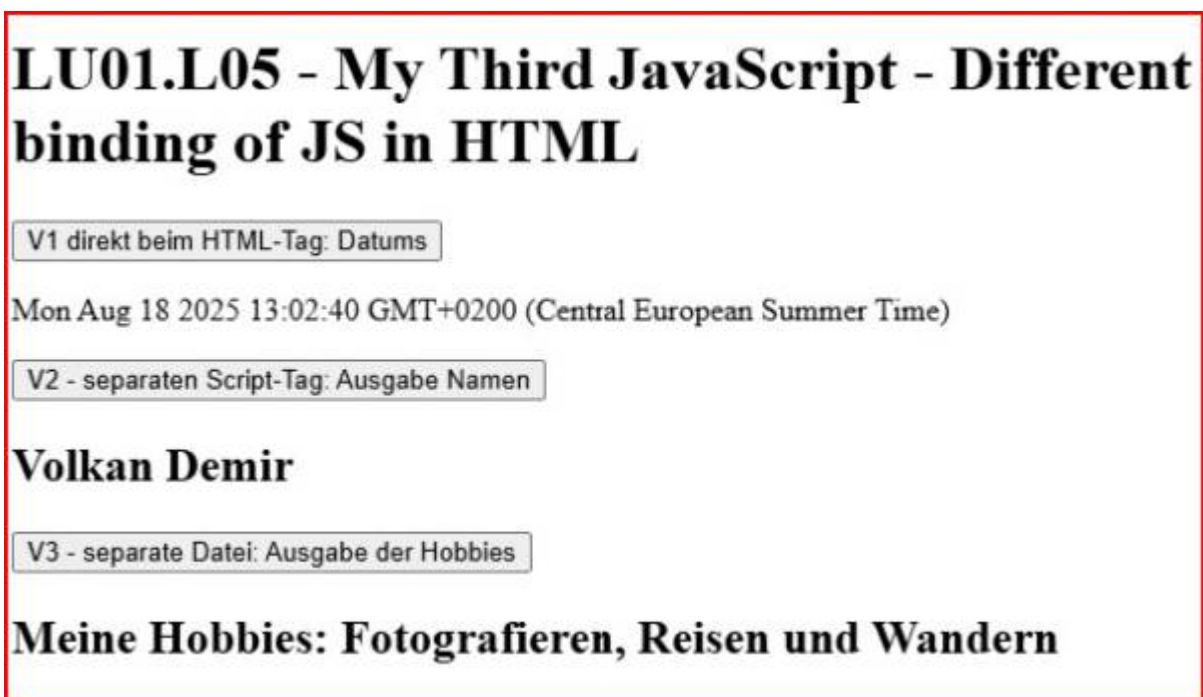 LU01.L05 - My Third JavaScript - Different
binding of JS in HTML
V1 direkt beim HTML-Tag: Datums
Mon Aug 18 2025 13:02:40 GMT+0200 (Central European Summer Time)
V2 - separaten Script-Tag: Ausgabe Namen
Volkan Demir
V3 - separate Datei: Ausgabe der Hobbies
Meine Hobbies: Fotografieren, Reisen und Wandern